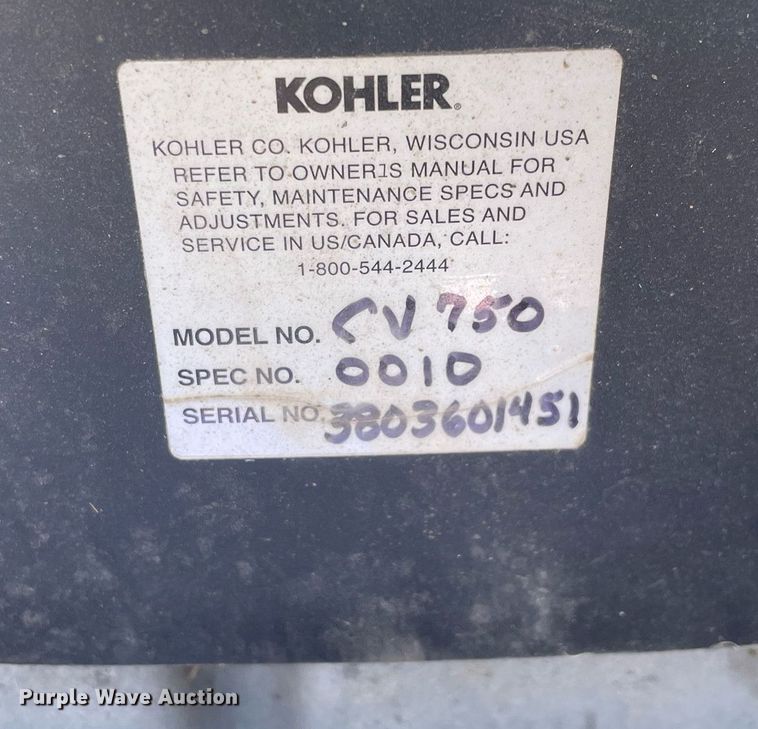 KOHLER®
KOHLER CO. KOHLER, WISCONSIN USA
REFER TO OWNER1S MANUAL FOR
SAFETY, MAINTENANCE SPECS AND
ADJUSTMENTS. FOR SALES AND
SERVICE IN US/CANADA, CALL:
1-800-544-2444
MODEL NO. CV 750
SPEC NO. 0010
SERIAL NO. 3803601451
Purple Wave Auction